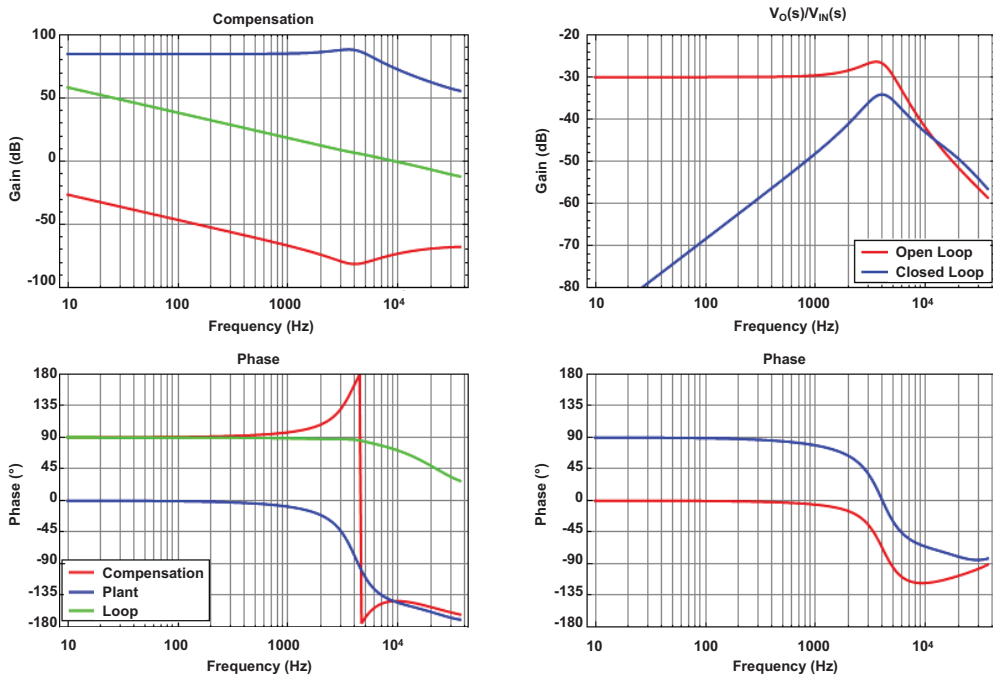 Compensation
Gain (dB)
100
50
0
-50
-100
10
100
1000
10⁴
Frequency (Hz)
V_O(s)/V_IN(s)
Gain (dB)
-20
-30
-40
-50
-60
-70
-80
Open Loop
Closed Loop
10
100
1000
10⁴
Frequency (Hz)
Phase
Phase (°)
180
135
90
45
0
-45
-90
-135
-180
Compensation
Plant
Loop
10
100
1000
10⁴
Frequency (Hz)
Phase
Phase (°)
180
135
90
45
0
-45
-90
-135
-180
10
100
1000
10⁴
Frequency (Hz)